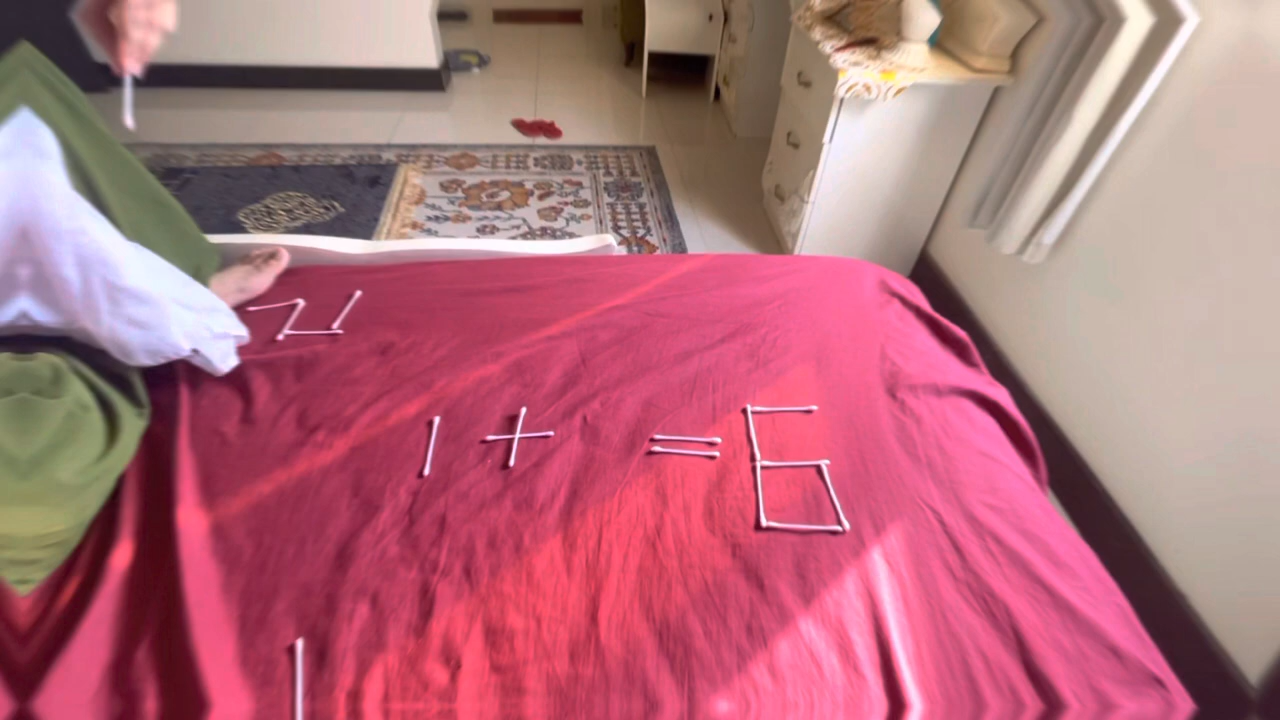 1 + = 6